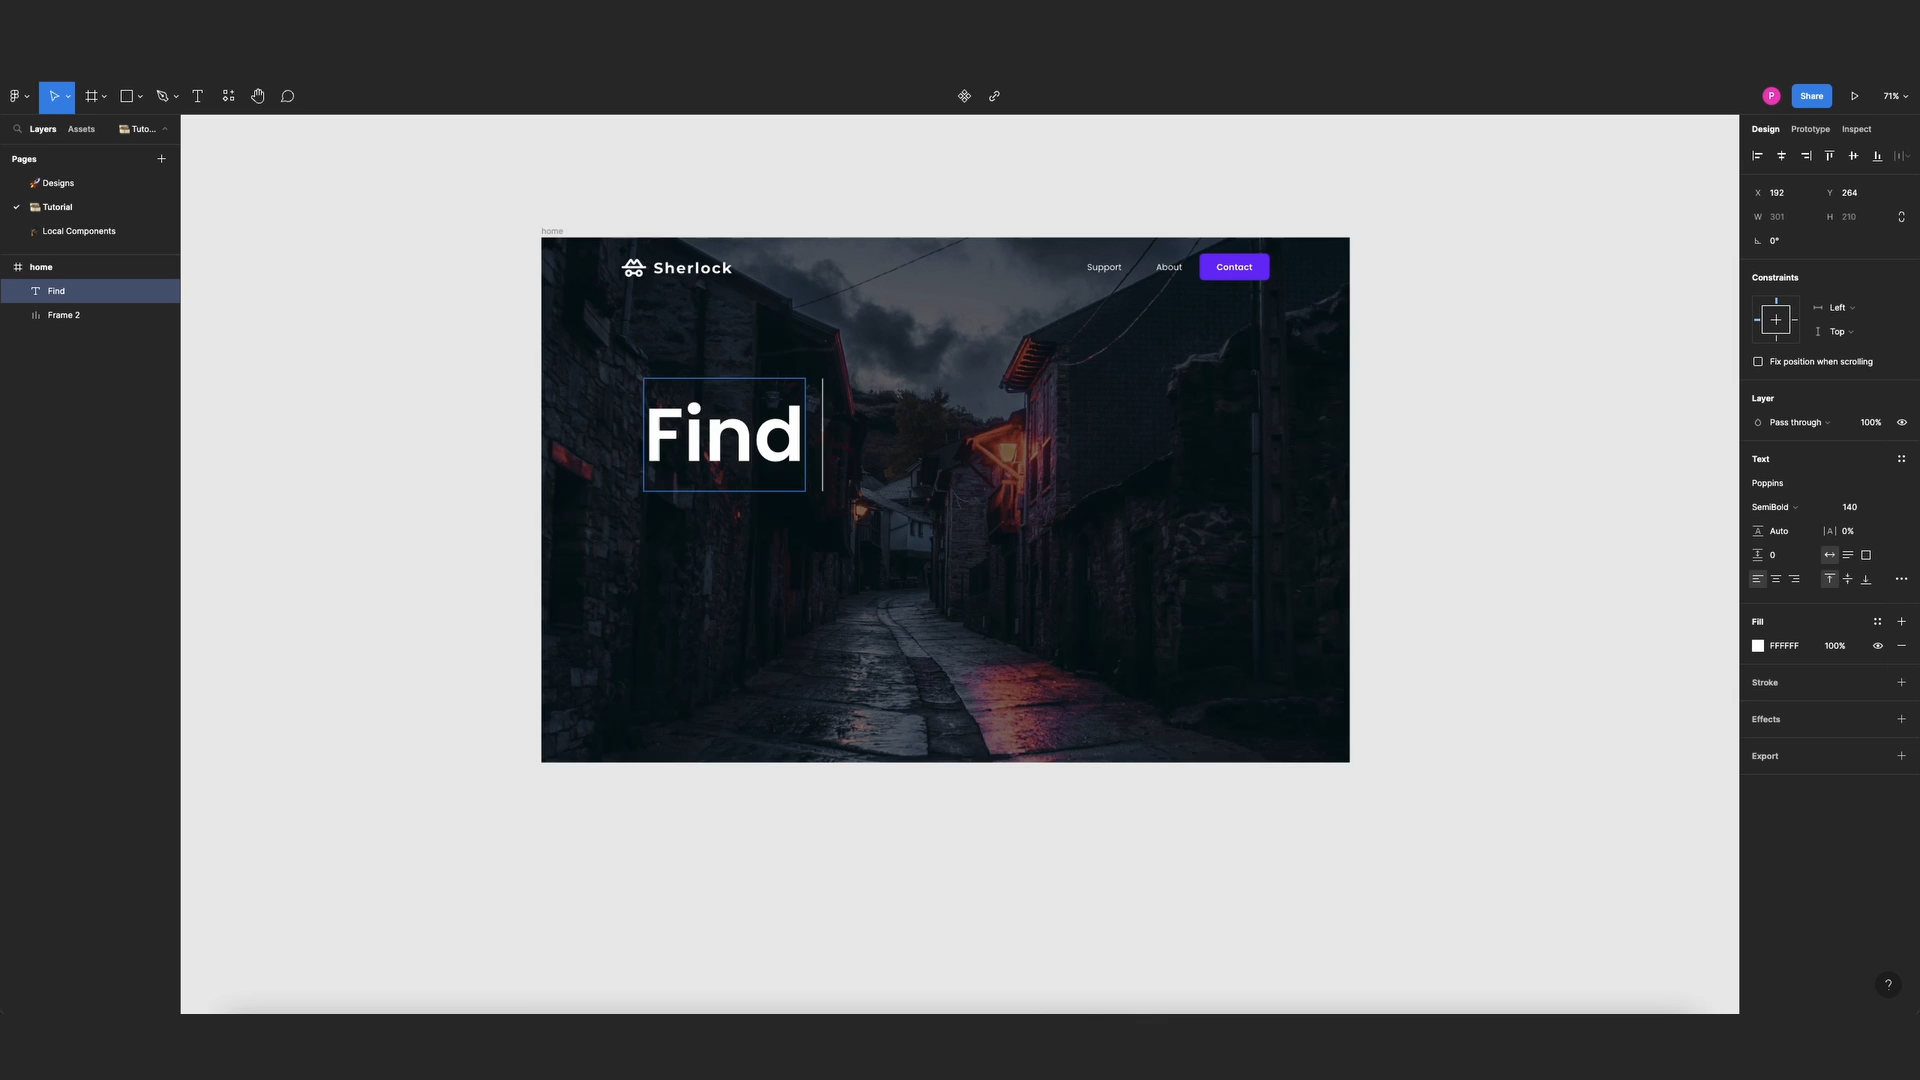 P
Share
71%
Layers
Assets
Tuto...
Design
Prototype
Inspect
Pages
Designs
Tutorial
Local Components
home
Find
Frame 2
home
Sherlock
Support
About
Contact
Find
X 192
Y 264
W 301
H 210
0°
Constraints
Left
Top
Fix position when scrolling
Layer
Pass through
100%
Text
Poppins
SemiBold
140
A Auto
|A| 0%
0
Fill
FFFFFF
100%
Stroke
Effects
Export
?